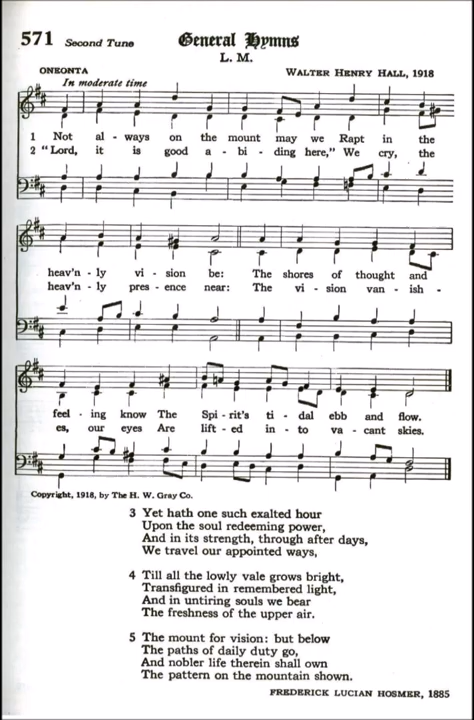 571 Second Tune General Hymns
L. M.
ONEONTA WALTER HENRY HALL, 1918
In moderate time
1 Not al - ways on the mount may we Rapt in the
2 "Lord, it is good a - bi - ding here," We cry, the
heav'n - ly vi - sion be: The shores of thought and
heav'n - ly pres - ence near: The vi - sion van - ish -
feel - ing know The Spi - rit's ti - dal ebb and flow.
es, our eyes Are lift - ed in - to va - cant skies.
Copyright, 1918, by The H. W. Gray Co.
3 Yet hath one such exalted hour
Upon the soul redeeming power,
And in its strength, through after days,
We travel our appointed ways,
4 Till all the lowly vale grows bright,
Transfigured in remembered light,
And in untiring souls we bear
The freshness of the upper air.
5 The mount for vision: but below
The paths of daily duty go,
And nobler life therein shall own
The pattern on the mountain shown.
FREDERICK LUCIAN HOSMER, 1885